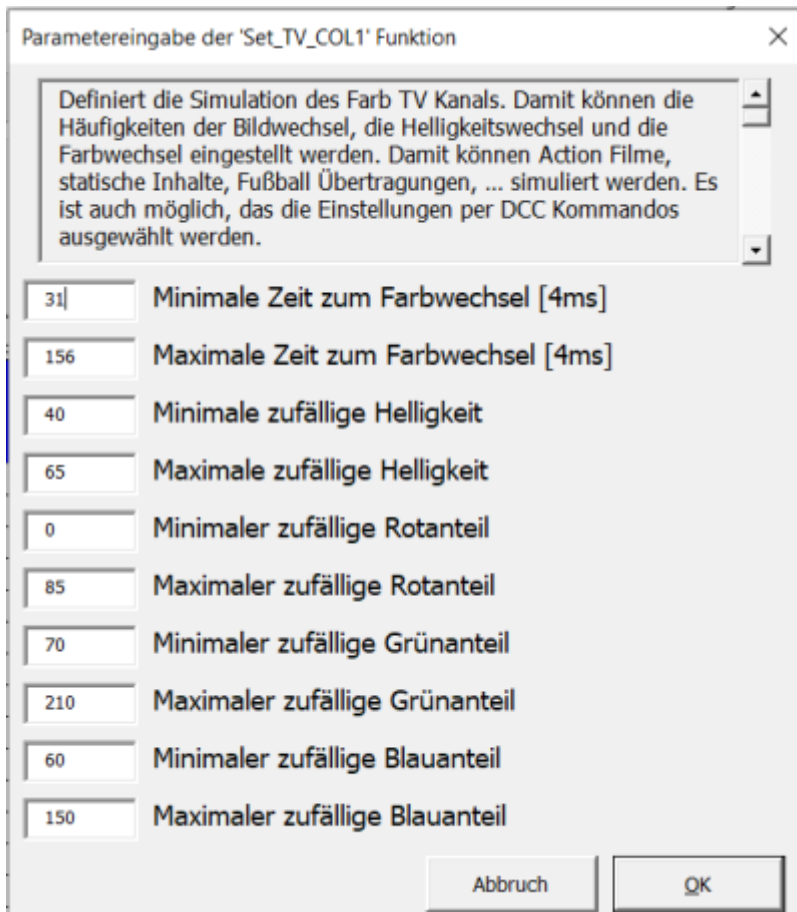 Parametereingabe der 'Set_TV_COL1' Funktion
Definiert die Simulation des Farb TV Kanals. Damit können die
Häufigkeiten der Bildwechsel, die Helligkeitswechsel und die
Farbwechsel eingestellt werden. Damit können Action Filme,
statische Inhalte, Fußball Übertragungen, ... simuliert werden. Es
ist auch möglich, das die Einstellungen per DCC Kommandos
ausgewählt werden.
31 Minimale Zeit zum Farbwechsel [4ms]
156 Maximale Zeit zum Farbwechsel [4ms]
40 Minimale zufällige Helligkeit
65 Maximale zufällige Helligkeit
0 Minimaler zufällige Rotanteil
85 Maximaler zufällige Rotanteil
70 Minimaler zufällige Grünanteil
210 Maximaler zufällige Grünanteil
60 Minimaler zufällige Blauanteil
150 Maximaler zufällige Blauanteil
Abbruch OK